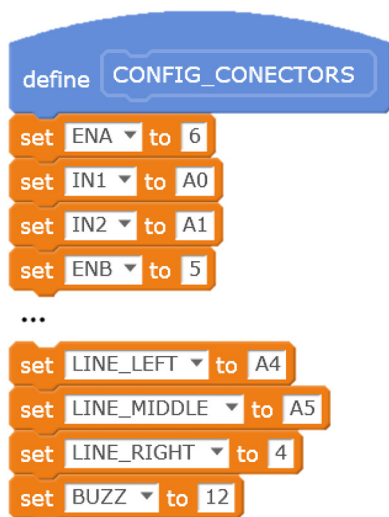 define CONFIG_CONECTORS
set ENA to 6
set IN1 to A0
set IN2 to A1
set ENB to 5
...
set LINE_LEFT to A4
set LINE_MIDDLE to A5
set LINE_RIGHT to 4
set BUZZ to 12